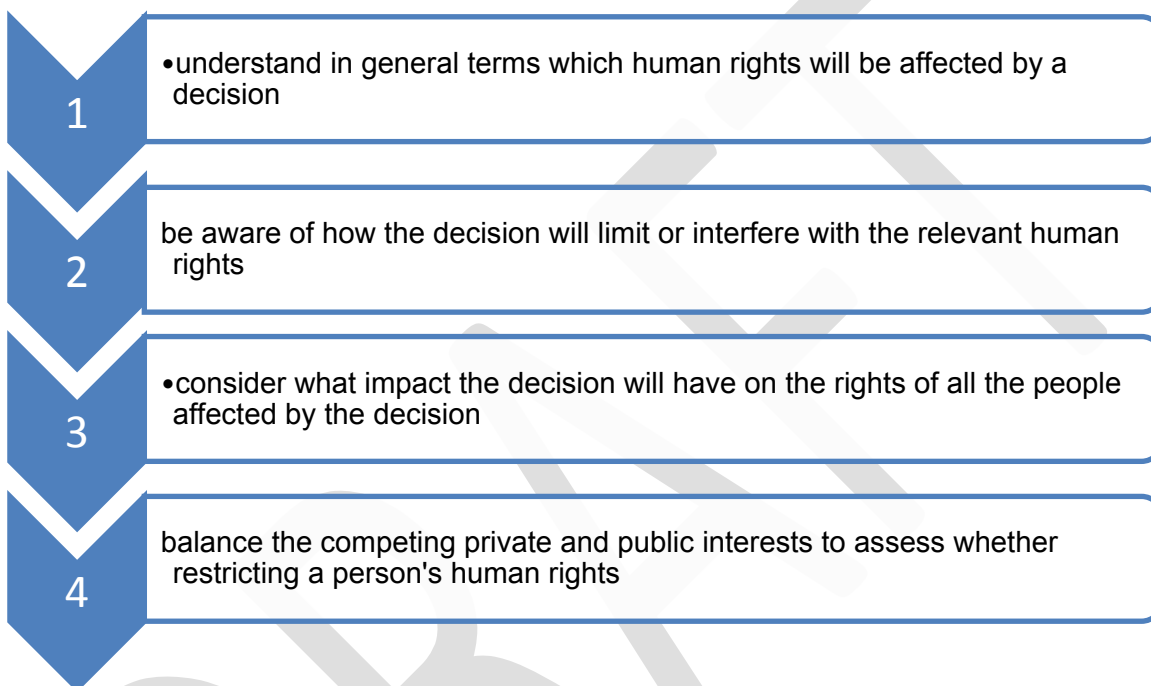 1
•understand in general terms which human rights will be affected by a
decision
2
be aware of how the decision will limit or interfere with the relevant human
rights
3
•consider what impact the decision will have on the rights of all the people
affected by the decision
4
balance the competing private and public interests to assess whether
restricting a person's human rights
DRAFT